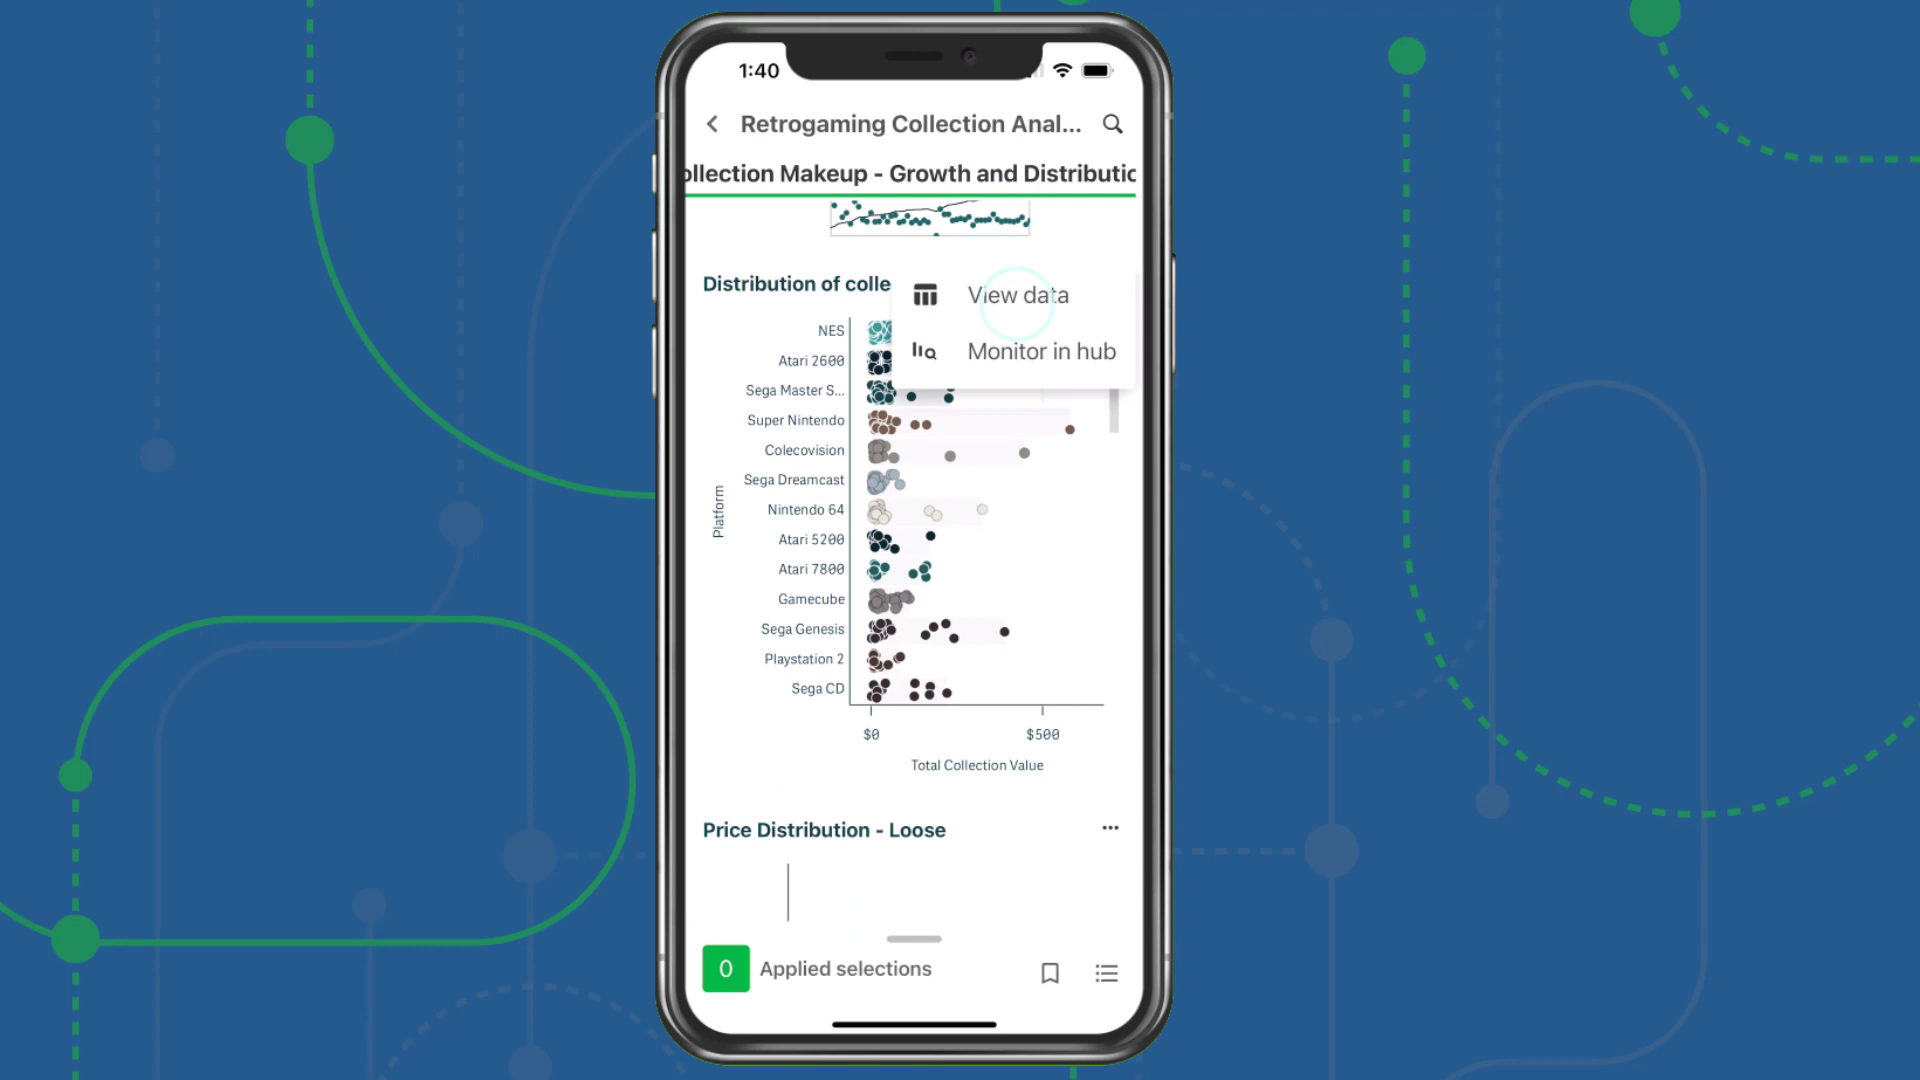 1:40
Retrogaming Collection Anal...
ollection Makeup - Growth and Distributio
Distribution of colle
View data
Monitor in hub
NES
Atari 2600
Sega Master S...
Super Nintendo
Colecovision
Sega Dreamcast
Nintendo 64
Atari 5200
Atari 7800
Gamecube
Sega Genesis
Playstation 2
Sega CD
Platform
$0
$500
Total Collection Value
Price Distribution - Loose
0 Applied selections